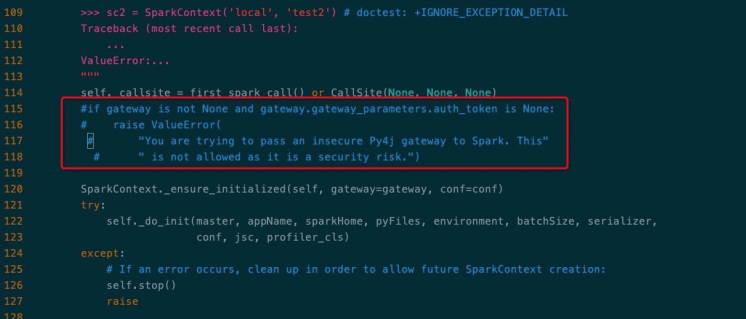 109 >>> sc2 = SparkContext('local', 'test2') # doctest: +IGNORE_EXCEPTION_DETAIL
110 Traceback (most recent call last):
111 ...
112 ValueError:...
113 """
114 self._callsite = first_spark_call() or CallSite(None, None, None)
115 #if gateway is not None and gateway.gateway_parameters.auth_token is None:
116 #    raise ValueError(
117 #        "You are trying to pass an insecure Py4j gateway to Spark. This"
118 #        " is not allowed as it is a security risk.")
119
120 SparkContext._ensure_initialized(self, gateway=gateway, conf=conf)
121 try:
122 self._do_init(master, appName, sparkHome, pyFiles, environment, batchSize, serializer,
123 conf, jsc, profiler_cls)
124 except:
125 # If an error occurs, clean up in order to allow future SparkContext creation:
126 self.stop()
127 raise
128